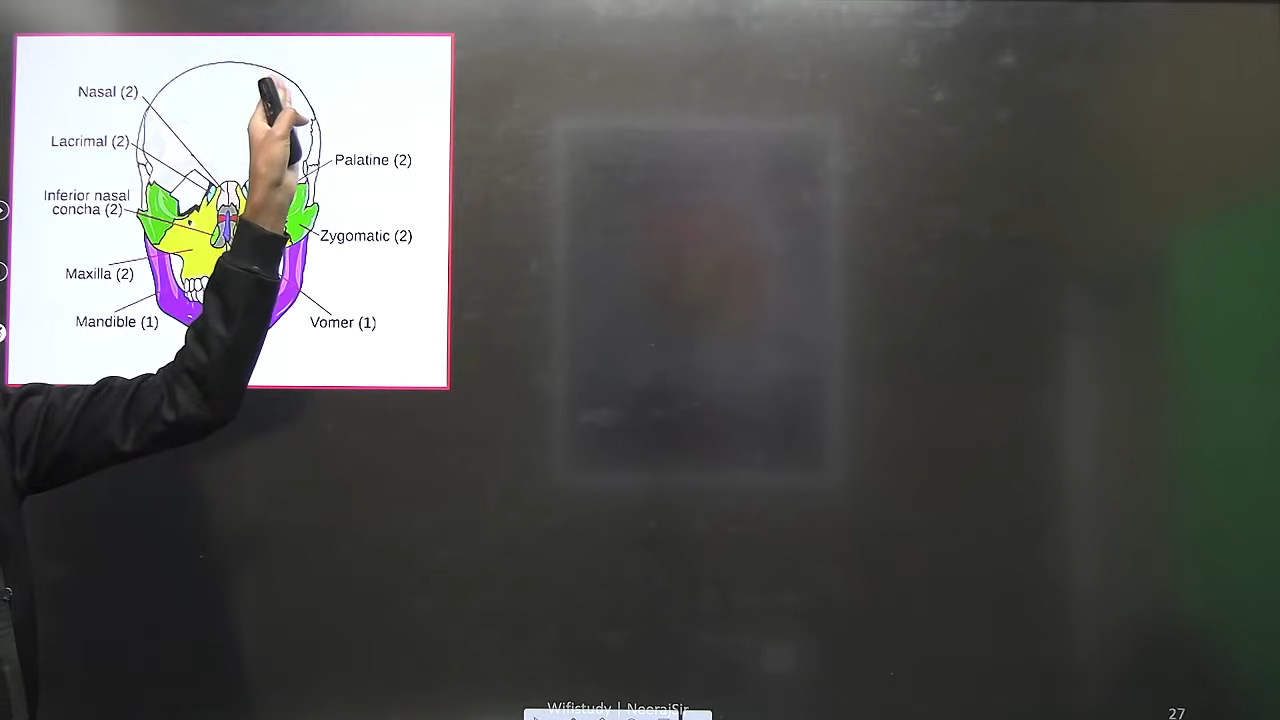 Nasal (2)
Lacrimal (2)
Palatine (2)
Inferior nasal
concha (2)
Zygomatic (2)
Maxilla (2)
Mandible (1)
Vomer (1)
Wifistudy | NeerajSir
27